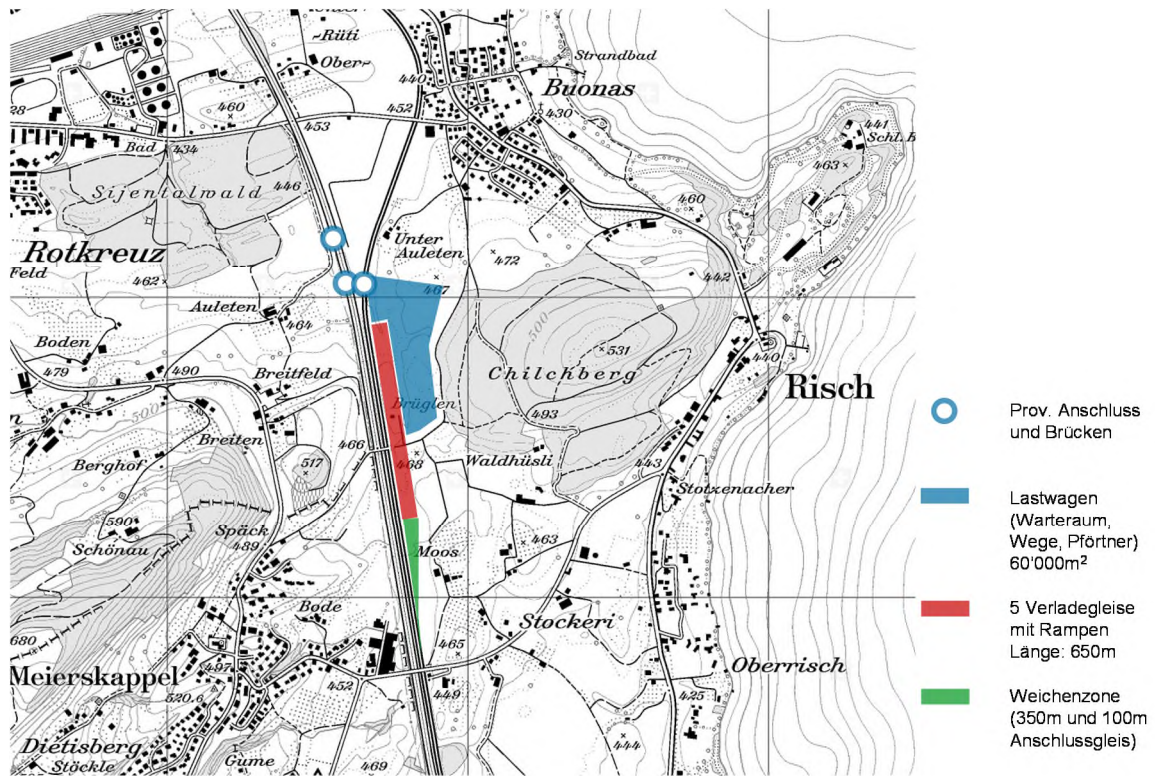 ~Rüti
Ober~
Strandbad
440
Buonas
28
460
452
430
453
441
Bad
434
Schl.B
463
Sijentalwald
446
460
Rotkreuz
Unter
Auleten
472
Feld
462
442
467
Auleten
464
500
Boden
531
440
479
490
Breitfeld
Chilchberg
Risch
500
Brüglen
493
Breiten
466
Berghof
468
Waldhüsli
443
517
Stotxenacher
590
Späck
Schönau
489
Moos
463
Bode
Stockeri
680
465
Meierskappel
497
Oberrisch
452
449
520.6
425
Dietisberg
444
Stöckle
Gume
469
Prov. Anschluss
und Brücken
Lastwagen
(Warteraum,
Wege, Pförtner)
60'000m²
5 Verladegleise
mit Rampen
Länge: 650m
Weichenzone
(350m und 100m
Anschlussgleis)